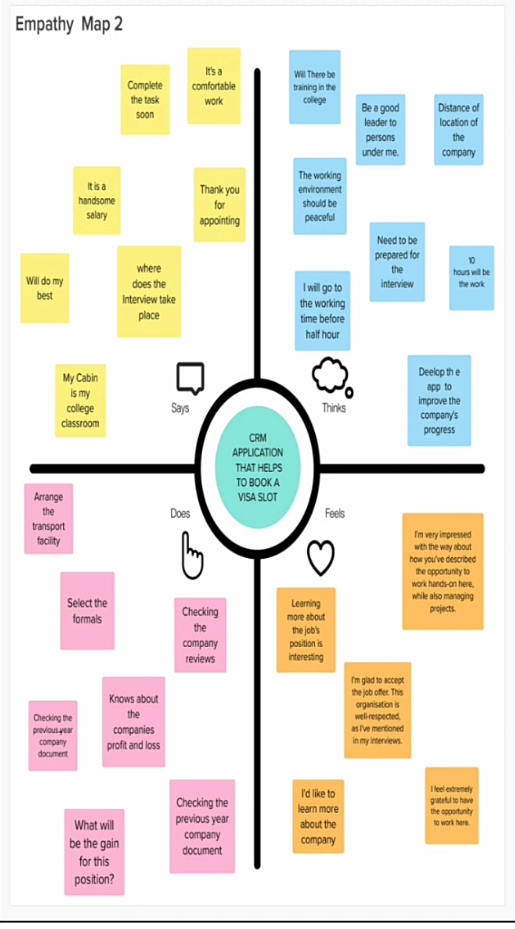 Empathy Map 2
Complete
the task
soon
It's a
comfortable
work
It is a
handsome
salary
Thank you
for
appointing
Will do my
best
where
does the
Interview take
place
My Cabin
is my
college
classroom
Says
Will There be
training in the
college
Be a good
leader to
persons
under me.
Distance of
location of
the
company
The working
environment
should be
peaceful
Need to be
prepared for
the
interview
10
hours will be
the work
I will go to
the working
time before
half hour
Deelop th e
app to
improve the
company's
progress
Thinks
CRM
APPLICATION
THAT HELPS
TO BOOK A
VISA SLOT
Does
Arrange
the
transport
facility
Select the
formals
Checking
the
company
reviews
Knows about
the
companies
profit and loss
Checking the
previous year
company
document
Checking the
previous year
company
document
What will
be the gain
for this
position?
Feels
I'm very impressed
with the way about
how you've described
the opportunity to
work hands-on here,
while also managing
projects.
Learning
more about
the job's
position is
interesting
I'm glad to accept
the job offer. This
organisation is
well-respected,
as I've mentioned
in my interviews.
I'd like to
learn more
about the
company
I feel extremely
grateful to have
the opportunity
to work here.